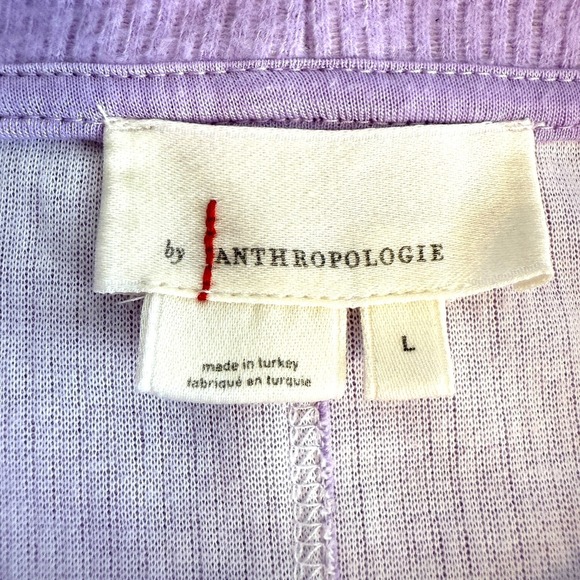 by ANTHROPOLOGIE
made in turkey
fabriqué en turquie
L